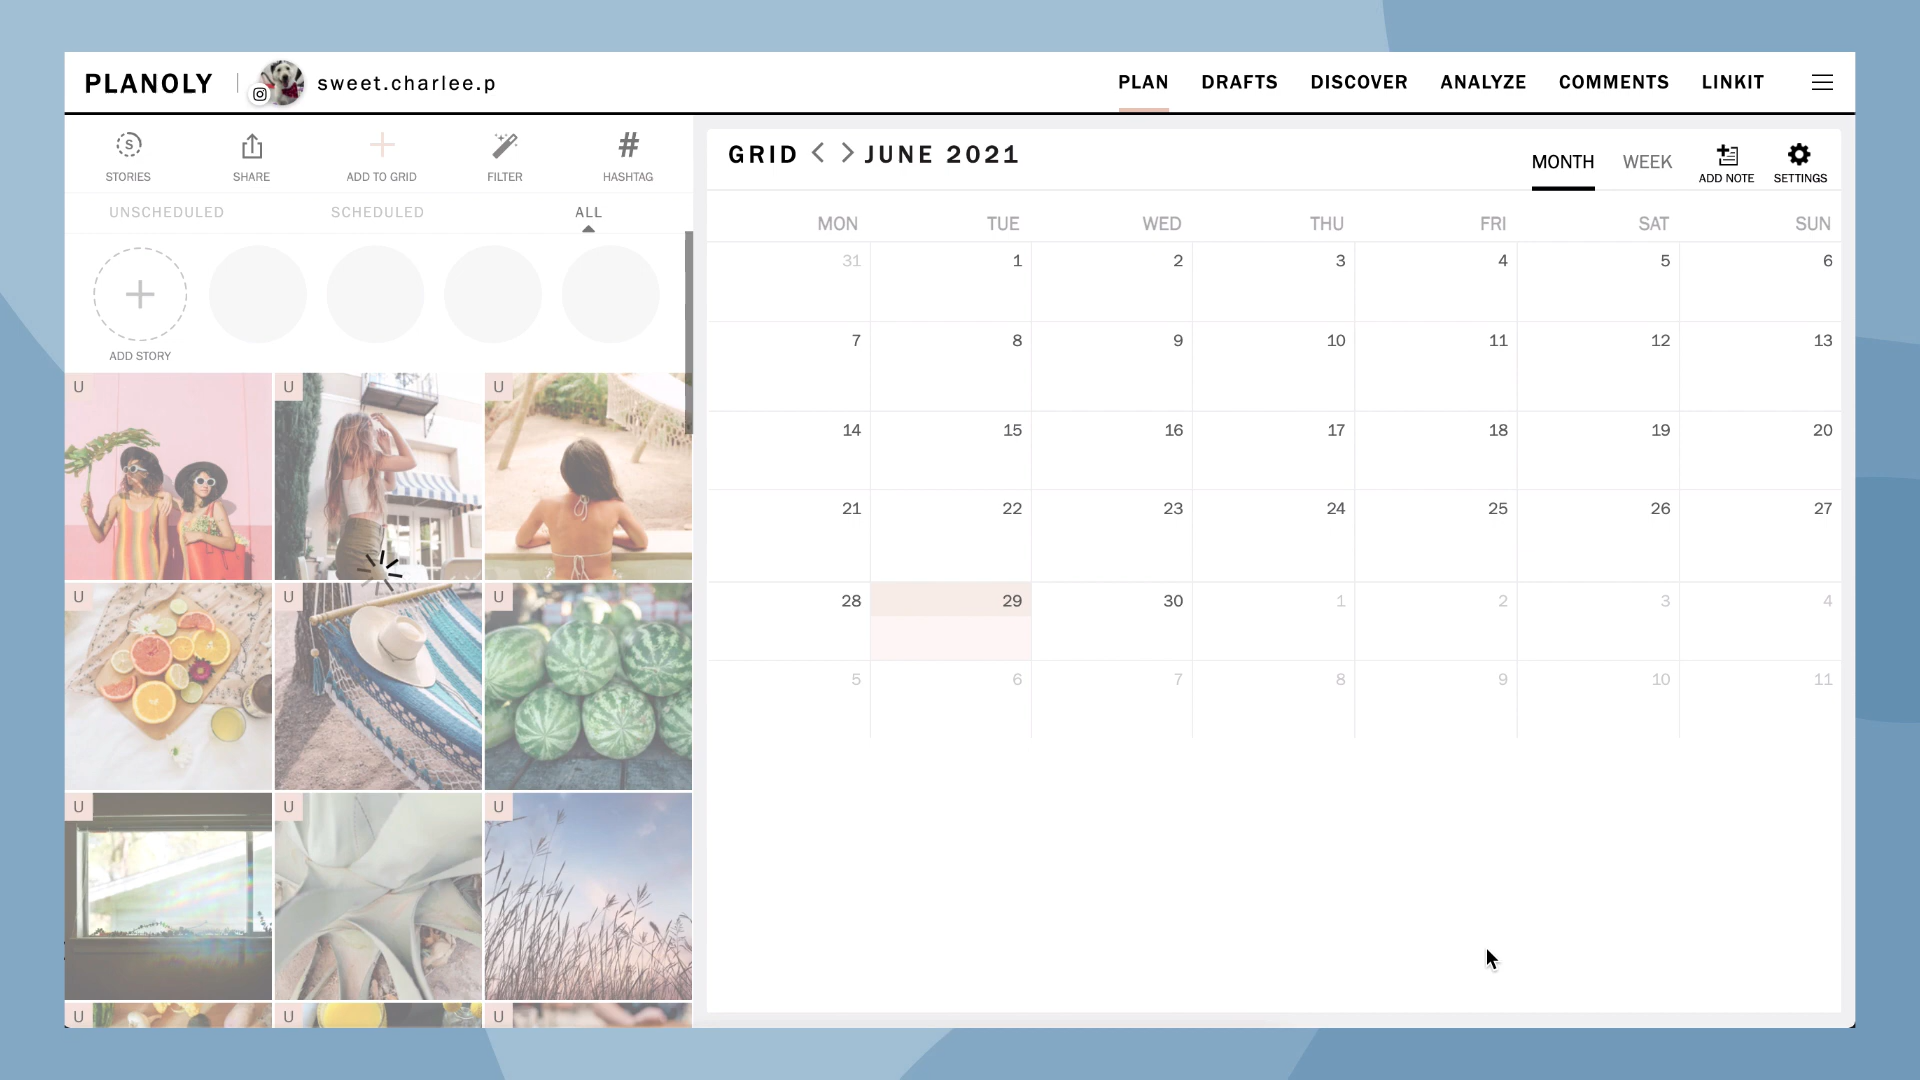 PLANOLY sweet.charlee.p PLAN DRAFTS DISCOVER ANALYZE COMMENTS LINKIT
S # 
STORIES SHARE ADD TO GRID FILTER HASHTAG
UNSCHEDULED SCHEDULED ALL
ADD STORY
U U U
U U U
U U U
U U U
GRID JUNE 2021 MONTH WEEK ADD NOTE SETTINGS
MON TUE WED THU FRI SAT SUN
31 1 2 3 4 5 6
7 8 9 10 11 12 13
14 15 16 17 18 19 20
21 22 23 24 25 26 27
28 29 30 1 2 3 4
5 6 7 8 9 10 11